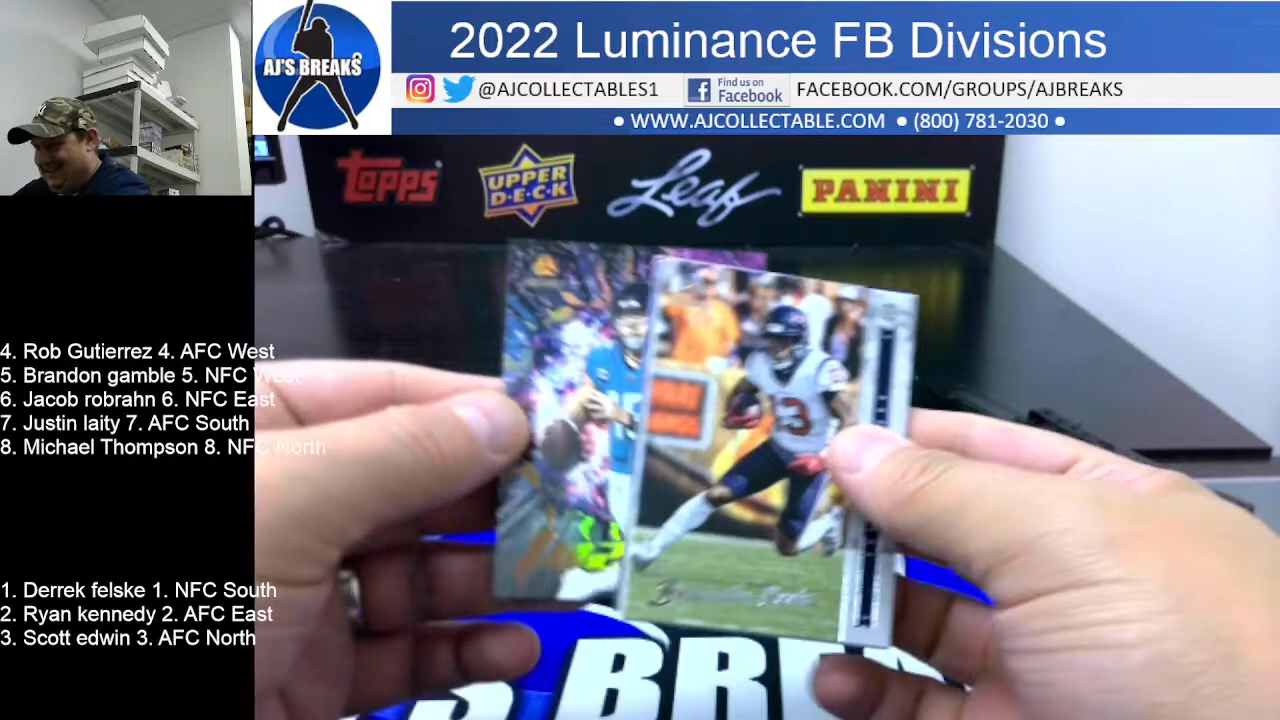 2022 Luminance FB Divisions
AJ'S BREAKS
@AJCOLLECTABLES1
Find us on
Facebook
FACEBOOK.COM/GROUPS/AJBREAKS
• WWW.AJCOLLECTABLE.COM • (800) 781-2030 •
TOPPS
UPPER
D·E·C·K
Leaf
PANINI
4. Rob Gutierrez 4. AFC West
5. Brandon gamble 5. NFC West
6. Jacob robrahn 6. NFC East
7. Justin laity 7. AFC South
8. Michael Thompson 8. NFC North
1. Derrek felske 1. NFC South
2. Ryan kennedy 2. AFC East
3. Scott edwin 3. AFC North